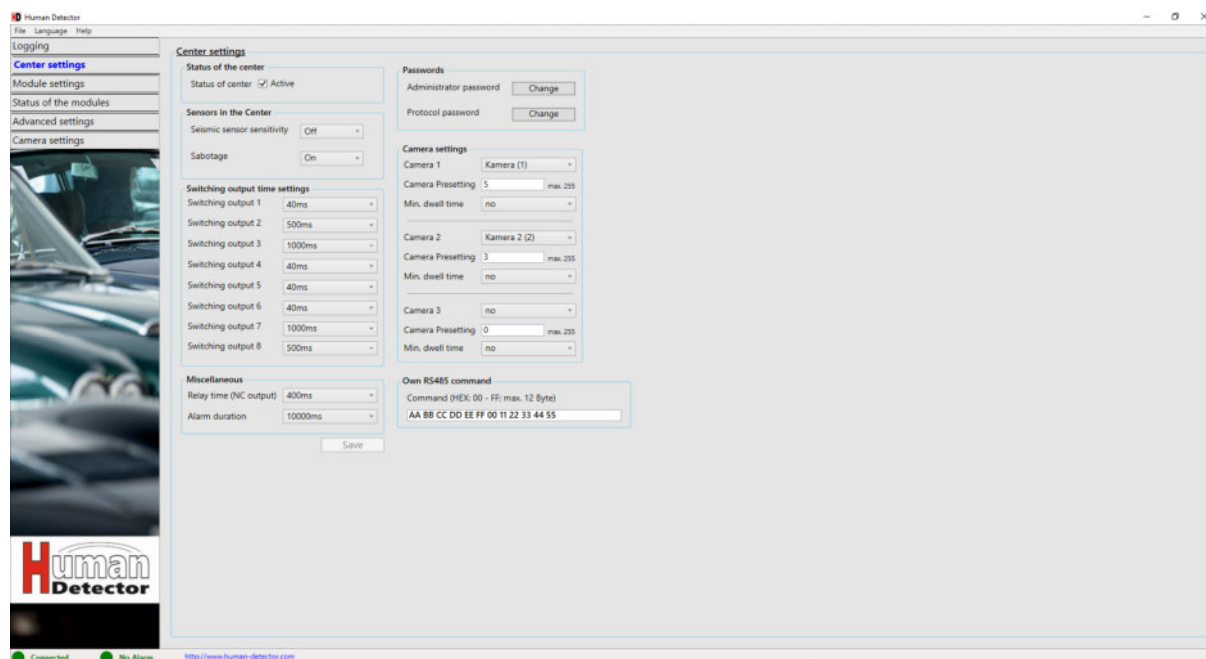 HD Human Detector
File Language Help
Logging
Center settings
Module settings
Status of the modules
Advanced settings
Camera settings
Human
Detector
Center settings
Status of the center
Status of center Active
Sensors in the Center
Seismic sensor sensitivity Off
Sabotage On
Switching output time settings
Switching output 1 40ms
Switching output 2 500ms
Switching output 3 1000ms
Switching output 4 40ms
Switching output 5 40ms
Switching output 6 40ms
Switching output 7 1000ms
Switching output 8 500ms
Miscellaneous
Relay time (NC output) 400ms
Alarm duration 10000ms
Save
Passwords
Administrator password Change
Protocol password Change
Camera settings
Camera 1 Kamera (1)
Camera Presetting 5 max. 255
Min. dwell time no
Camera 2 Kamera 2 (2)
Camera Presetting 3 max. 255
Min. dwell time no
Camera 3 no
Camera Presetting 0 max. 255
Min. dwell time no
Own RS485 command
Command (HEX: 00 - FF: max. 12 Byte)
AA BB CC DD EE FF 00 11 22 33 44 55
Connected No Alarm http://www.human-detector.com